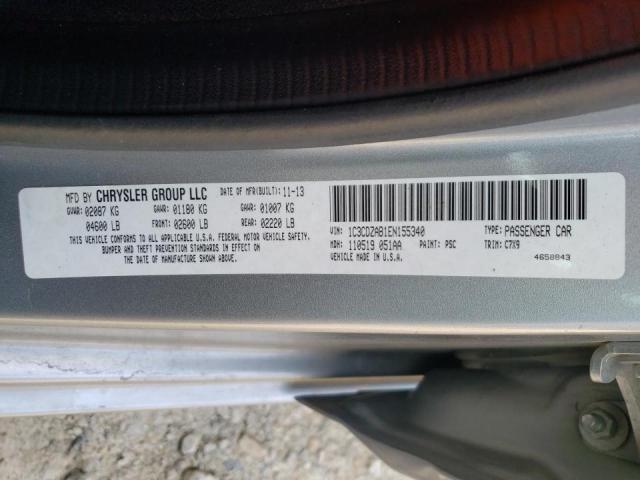 MFD BY CHRYSLER GROUP LLC DATE OF MFR(BUILT): 11-13
GVWR: 02087 KG GAWR: 01180 KG GAWR: 01007 KG
04600 LB FRONT: 02600 LB REAR: 02220 LB
THIS VEHICLE CONFORMS TO ALL APPLICABLE U.S.A. FEDERAL MOTOR VEHICLE SAFETY,
BUMPER AND THEFT PREVENTION STANDARDS IN EFFECT ON
THE DATE OF MANUFACTURE SHOWN ABOVE.
VIN: 1C3CDZAB1EN155340 TYPE: PASSENGER CAR
MDH: 110519 051AA PAINT: PSC TRIM: C7X9
VEHICLE MADE IN U.S.A. 4658843